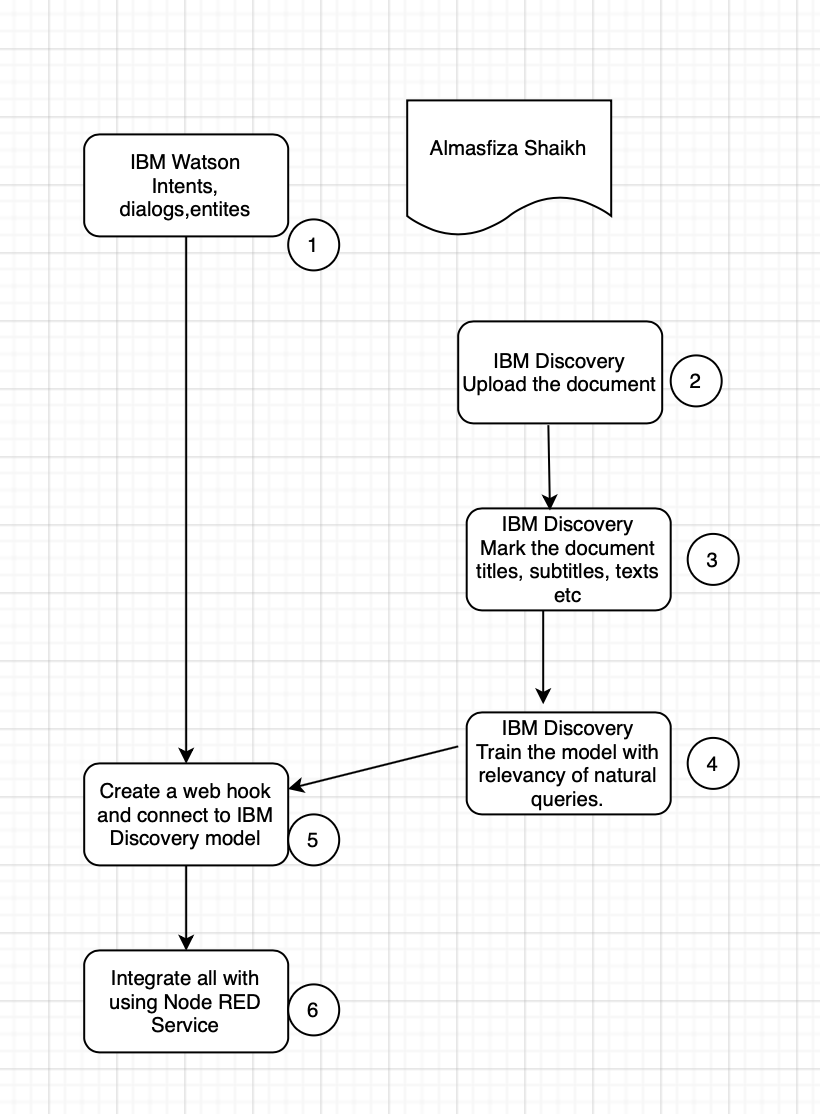 IBM Watson
Intents,
dialogs,entites
1
Almasfiza Shaikh
IBM Discovery
Upload the document
2
IBM Discovery
Mark the document
titles, subtitles, texts
etc
3
IBM Discovery
Train the model with
relevancy of natural
queries.
4
Create a web hook
and connect to IBM
Discovery model
5
Integrate all with
using Node RED
Service
6